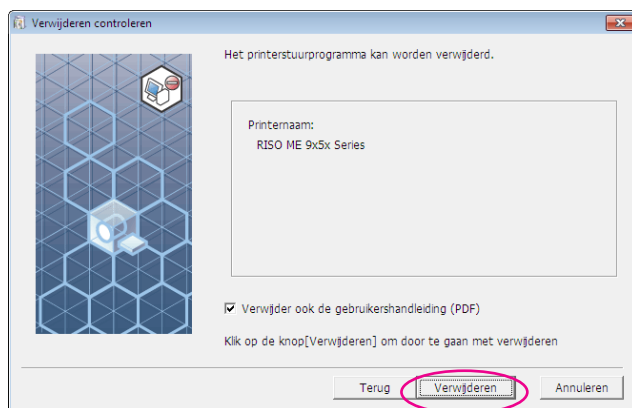 Verwijderen controleren
Het printerstuurprogramma kan worden verwijderd.
Printernaam:
RISO ME 9x5x Series
Verwijder ook de gebruikershandleiding (PDF)
Klik op de knop[Verwijderen] om door te gaan met verwijderen
Terug
Verwijderen
Annuleren